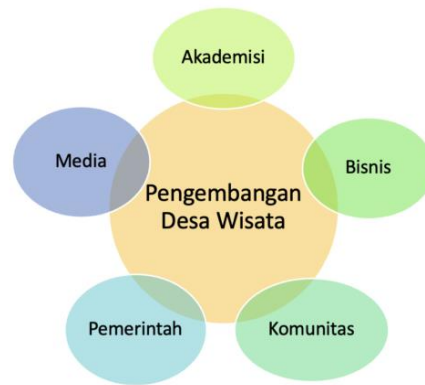 Akademisi
Media
Bisnis
Pengembangan
Desa Wisata
Pemerintah
Komunitas